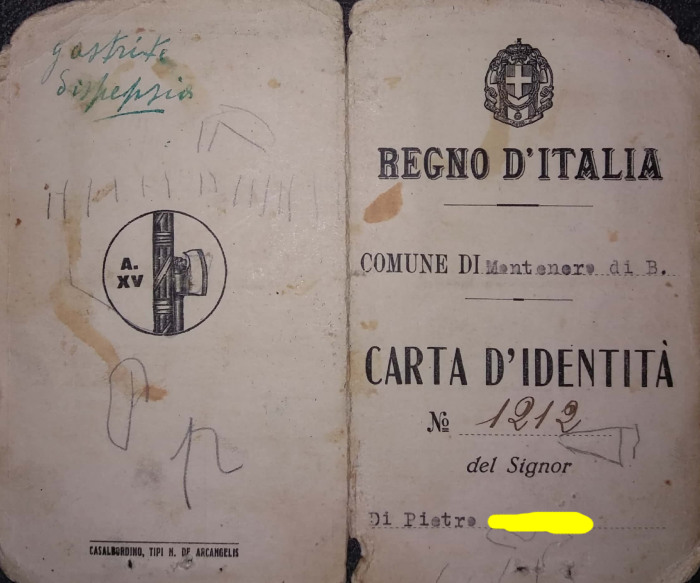 gastrite
dispepsia
A.
XV
CASALBORDINO, TIPI N. DE ARCANGELIS
REGNO D'ITALIA
COMUNE DI Montenero di B.
CARTA D'IDENTITÀ
No 1212
del Signor
Di Pietro